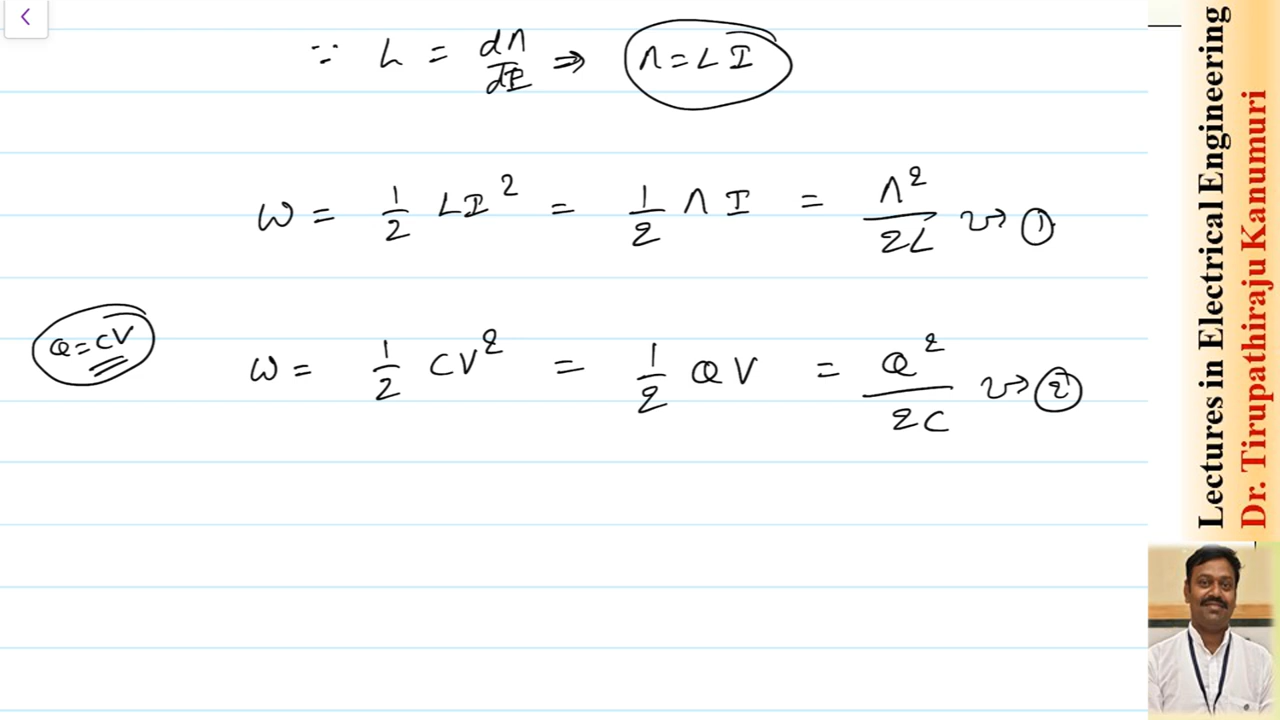 ∵ L = dΛ/dI ⇒ Λ = LI
W = 1/2 LI² = 1/2 ΛI = Λ²/2L → ①
Q = CV
W = 1/2 CV² = 1/2 QV = Q²/2C → ②
Lectures in Electrical Engineering
Dr. Tirupathiraju Kanumuri